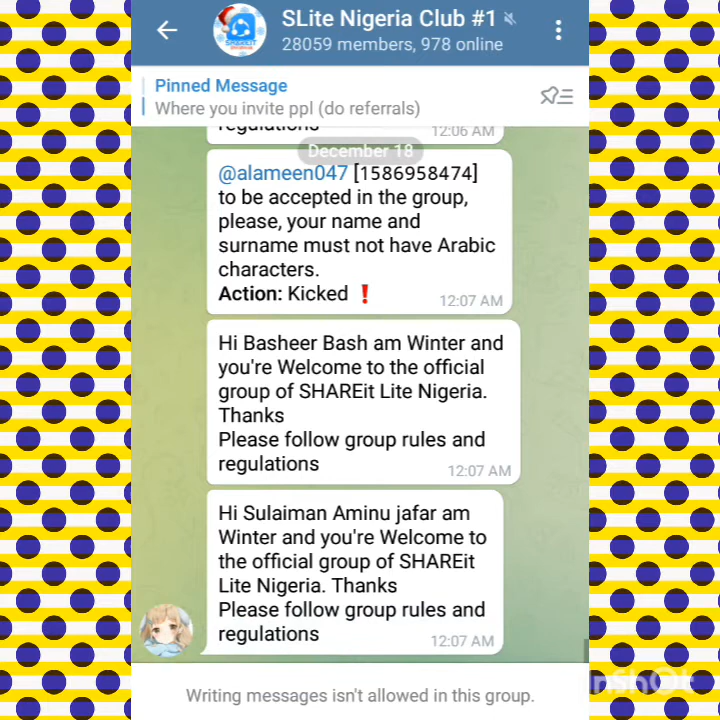 SLite Nigeria Club #1
28059 members, 978 online
Pinned Message
Where you invite ppl (do referrals)
regulations
12:06 AM
December 18
@alameen047 [1586958474]
to be accepted in the group,
please, your name and
surname must not have Arabic
characters.
Action: Kicked ❗
12:07 AM
Hi Basheer Bash am Winter and
you're Welcome to the official
group of SHAREit Lite Nigeria.
Thanks
Please follow group rules and
regulations
12:07 AM
Hi Sulaiman Aminu jafar am
Winter and you're Welcome to
the official group of SHAREit
Lite Nigeria. Thanks
Please follow group rules and
regulations
12:07 AM
Writing messages isn't allowed in this group.